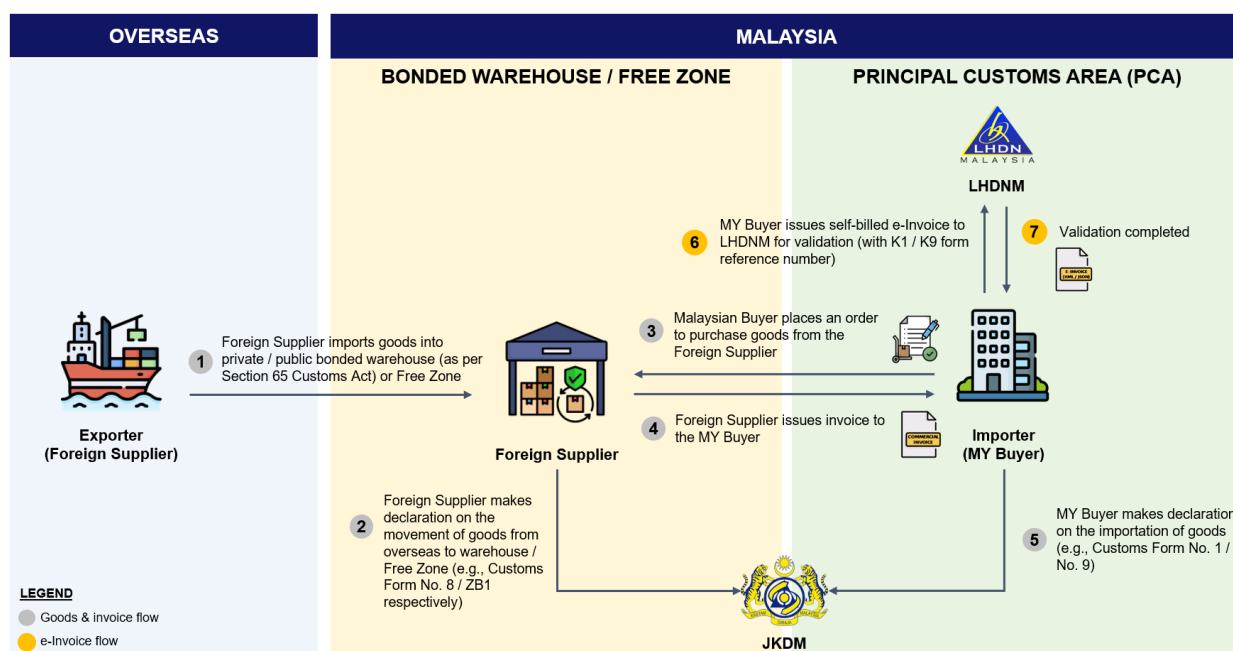 OVERSEAS
MALAYSIA
BONDED WAREHOUSE / FREE ZONE
PRINCIPAL CUSTOMS AREA (PCA)
LHDN
MALAYSIA
LHDNM
6
MY Buyer issues self-billed e-Invoice to
LHDNM for validation (with K1 / K9 form
reference number)
7
Validation completed
E-INVOICE
(XML / JSON)
1
Foreign Supplier imports goods into
private / public bonded warehouse (as per
Section 65 Customs Act) or Free Zone
3
Malaysian Buyer places an order
to purchase goods from the
Foreign Supplier
4
Foreign Supplier issues invoice to
the MY Buyer
COMMERCIAL
INVOICE
Exporter
(Foreign Supplier)
Foreign Supplier
Importer
(MY Buyer)
2
Foreign Supplier makes
declaration on the
movement of goods from
overseas to warehouse /
Free Zone (e.g., Customs
Form No. 8 / ZB1
respectively)
5
MY Buyer makes declaration
on the importation of goods
(e.g., Customs Form No. 1 /
No. 9)
JKDM
LEGEND
Goods & invoice flow
e-Invoice flow